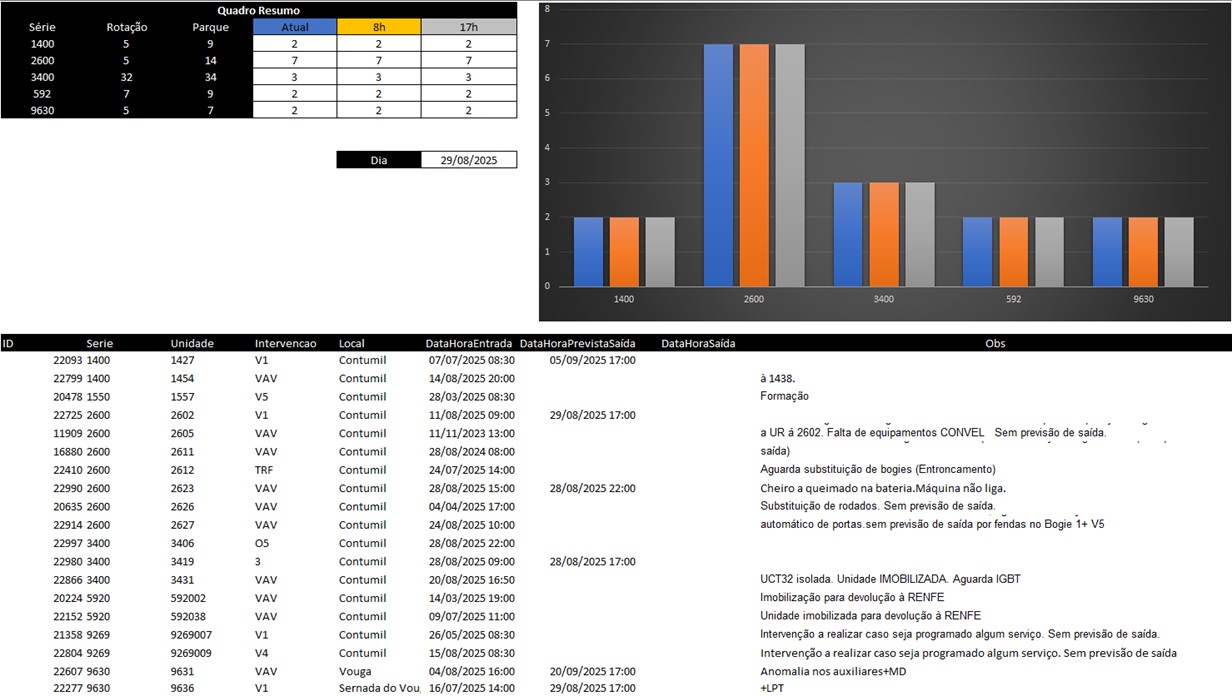 Quadro Resumo
Série Rotação Parque Atual 8h 17h
1400 5 9 2 2 2
2600 5 14 7 7 7
3400 32 34 3 3 3
592 7 9 2 2 2
9630 5 7 2 2 2
Dia 29/08/2025
8
7
6
5
4
3
2
1
0
1400 2600 3400 592 9630
ID Serie Unidade Intervencao Local DataHoraEntrada DataHoraPrevistaSaída DataHoraSaída Obs
22093 1400 1427 V1 Contumil 07/07/2025 08:30 05/09/2025 17:00
22799 1400 1454 VAV Contumil 14/08/2025 20:00 à 1438.
20478 1550 1557 V5 Contumil 28/03/2025 08:30 Formação
22725 2600 2602 V1 Contumil 11/08/2025 09:00 29/08/2025 17:00
11909 2600 2605 VAV Contumil 11/11/2023 13:00 a UR á 2602. Falta de equipamentos CONVEL Sem previsão de saída.
16880 2600 2611 VAV Contumil 28/08/2024 08:00 saída)
22410 2600 2612 TRF Contumil 24/07/2025 14:00 Aguarda substituição de bogies (Entroncamento)
22990 2600 2623 VAV Contumil 28/08/2025 15:00 28/08/2025 22:00 Cheiro a queimado na bateria.Máquina não liga.
20635 2600 2626 VAV Contumil 04/04/2025 17:00 Substituição de rodados. Sem previsão de saída.
22914 2600 2627 VAV Contumil 24/08/2025 10:00 automático de portas.sem previsão de saída por fendas no Bogie 1+ V5
22997 3400 3406 O5 Contumil 28/08/2025 22:00
22980 3400 3419 3 Contumil 28/08/2025 09:00 28/08/2025 17:00
22866 3400 3431 VAV Contumil 20/08/2025 16:50 UCT32 isolada. Unidade IMOBILIZADA. Aguarda IGBT
20224 5920 592002 VAV Contumil 14/03/2025 19:00 Imobilização para devolução à RENFE
22152 5920 592038 VAV Contumil 09/07/2025 11:00 Unidade imobilizada para devolução à RENFE
21358 9269 9269007 V1 Contumil 26/05/2025 08:30 Intervenção a realizar caso seja programado algum serviço. Sem previsão de saída.
22804 9269 9269009 V4 Contumil 15/08/2025 08:30 Intervenção a realizar caso seja programado algum serviço. Sem previsão de saída
22607 9630 9631 VAV Vouga 04/08/2025 16:00 20/09/2025 17:00 Anomalia nos auxiliares+MD
22277 9630 9636 V1 Sernada do Vou 16/07/2025 14:00 29/08/2025 17:00 +LPT